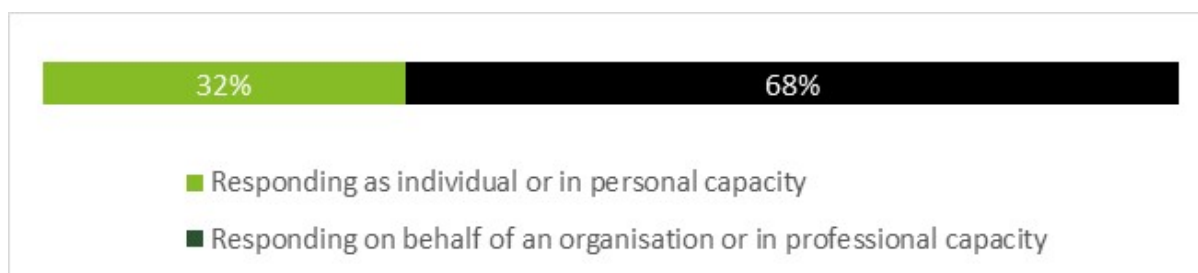 32% 68%
Responding as individual or in personal capacity
Responding on behalf of an organisation or in professional capacity